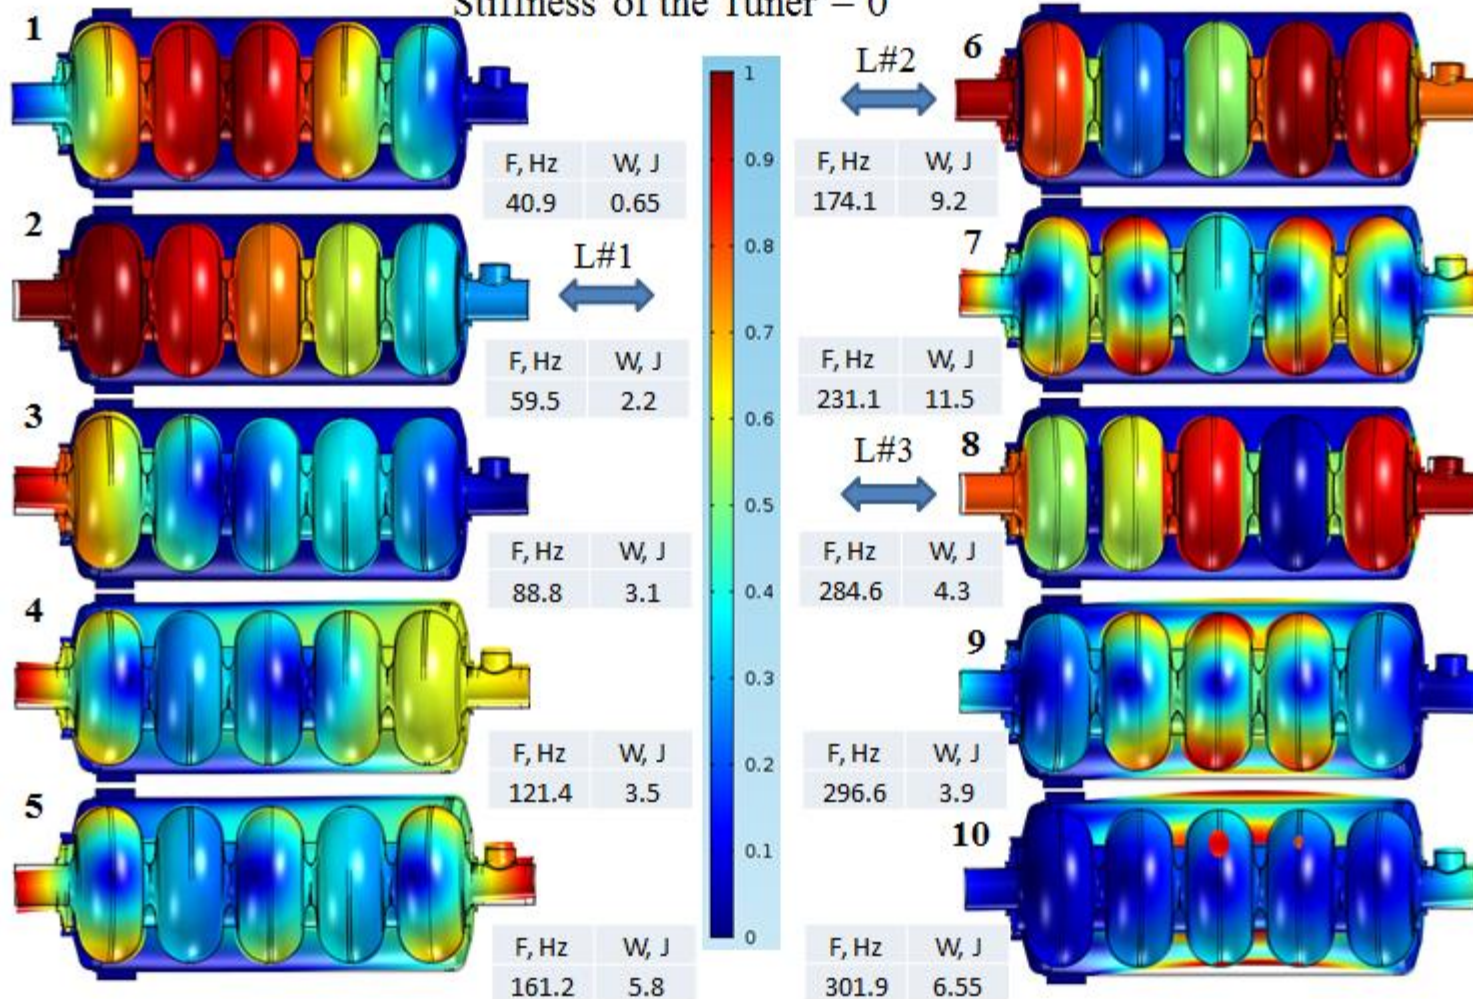 Stiffness of the Tuner = 0
1
F, Hz W, J
40.9 0.65
2
L#1
F, Hz W, J
59.5 2.2
3
F, Hz W, J
88.8 3.1
4
F, Hz W, J
121.4 3.5
5
F, Hz W, J
161.2 5.8
1
0.9
0.8
0.7
0.6
0.5
0.4
0.3
0.2
0.1
0
L#2
6
F, Hz W, J
174.1 9.2
7
F, Hz W, J
231.1 11.5
L#3
8
F, Hz W, J
284.6 4.3
9
F, Hz W, J
296.6 3.9
10
F, Hz W, J
301.9 6.55